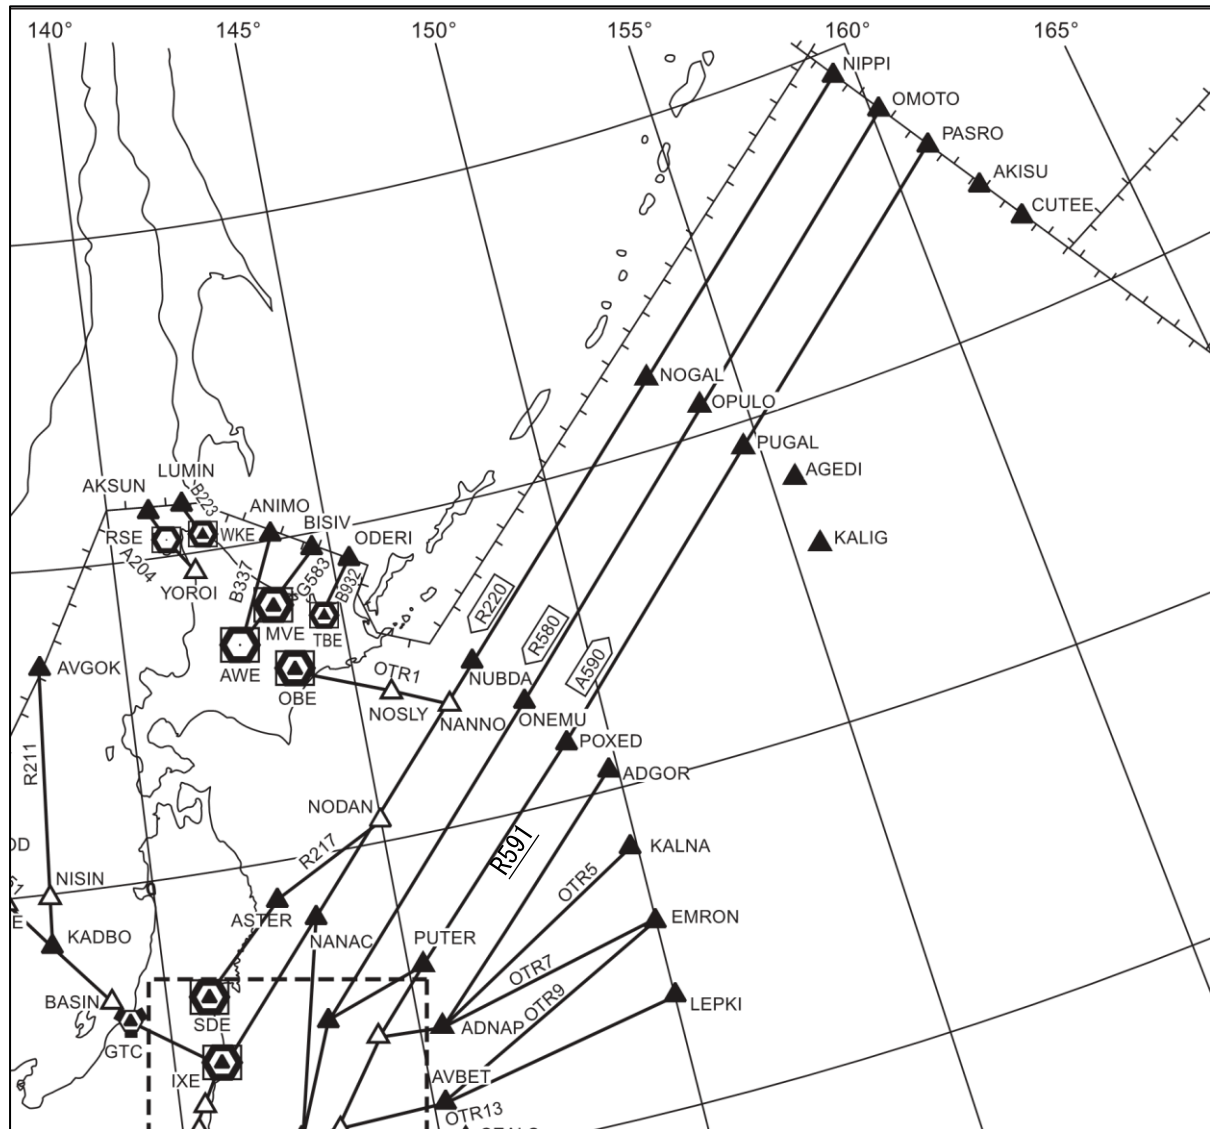 140°
145°
150°
155°
160°
165°
NIPPI
OMOTO
PASRO
AKISU
CUTEE
NOGAL
OPULO
PUGAL
AGEDI
KALIG
LUMIN
AKSUN
B223
ANIMO
BISIV
ODERI
RSE
WKE
A204
YOROI
B337
G583
B932
MVE
TBE
AWE
OBE
OTR1
NOSLY
NANNO
R220
R580
A590
NUBDA
ONEMU
POXED
ADGOR
AVGOK
R211
NODAN
R217
R591
KALNA
OTR5
NISIN
ASTER
NANAC
PUTER
EMRON
KADBO
OTR7
OTR9
LEPKI
BASIN
SDE
ADNAP
GTC
IXE
AVBET
OTR13